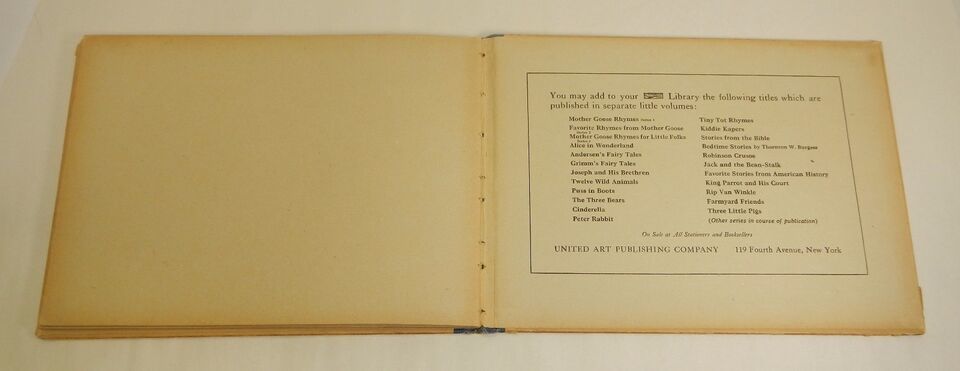 You may add to your Library the following titles which are
published in separate little volumes:
Mother Goose Rhymes
Favorite Rhymes from Mother Goose
Mother Goose Rhymes for Little Folks
Alice in Wonderland
Andersen's Fairy Tales
Grimm's Fairy Tales
Joseph and His Brethren
Twelve Wild Animals
Puss in Boots
The Three Bears
Cinderella
Peter Rabbit
Tiny Tot Rhymes
Kiddie Kapers
Stories from the Bible
Bedtime Stories by Thornton W. Burgess
Robinson Crusoe
Jack and the Bean-Stalk
Favorite Stories from American History
King Parrot and His Court
Rip Van Winkle
Farmyard Friends
Three Little Pigs
(Other series in course of publication)
On Sale at All Stationers and Booksellers
UNITED ART PUBLISHING COMPANY 119 Fourth Avenue, New York